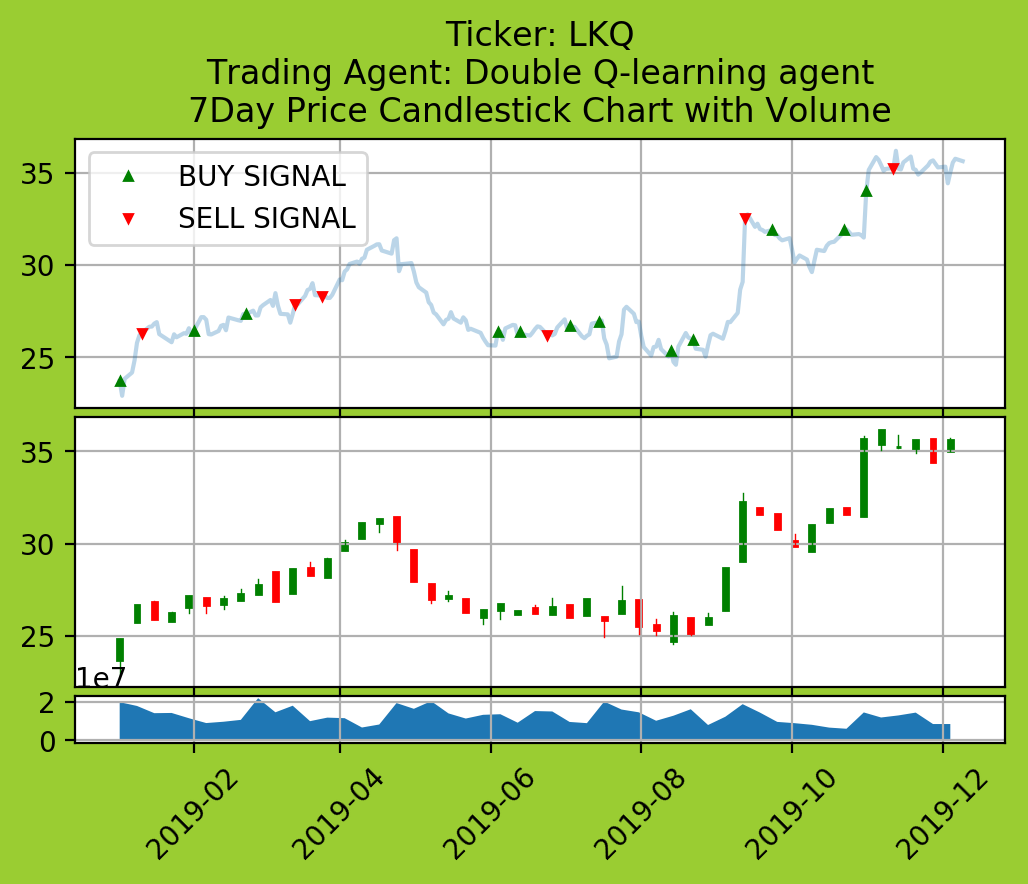 Ticker: LKQ
Trading Agent: Double Q-learning agent
7Day Price Candlestick Chart with Volume
BUY SIGNAL
SELL SIGNAL
35
30
25
35
30
25
1e7
2
0
2019-02
2019-04
2019-06
2019-08
2019-10
2019-12